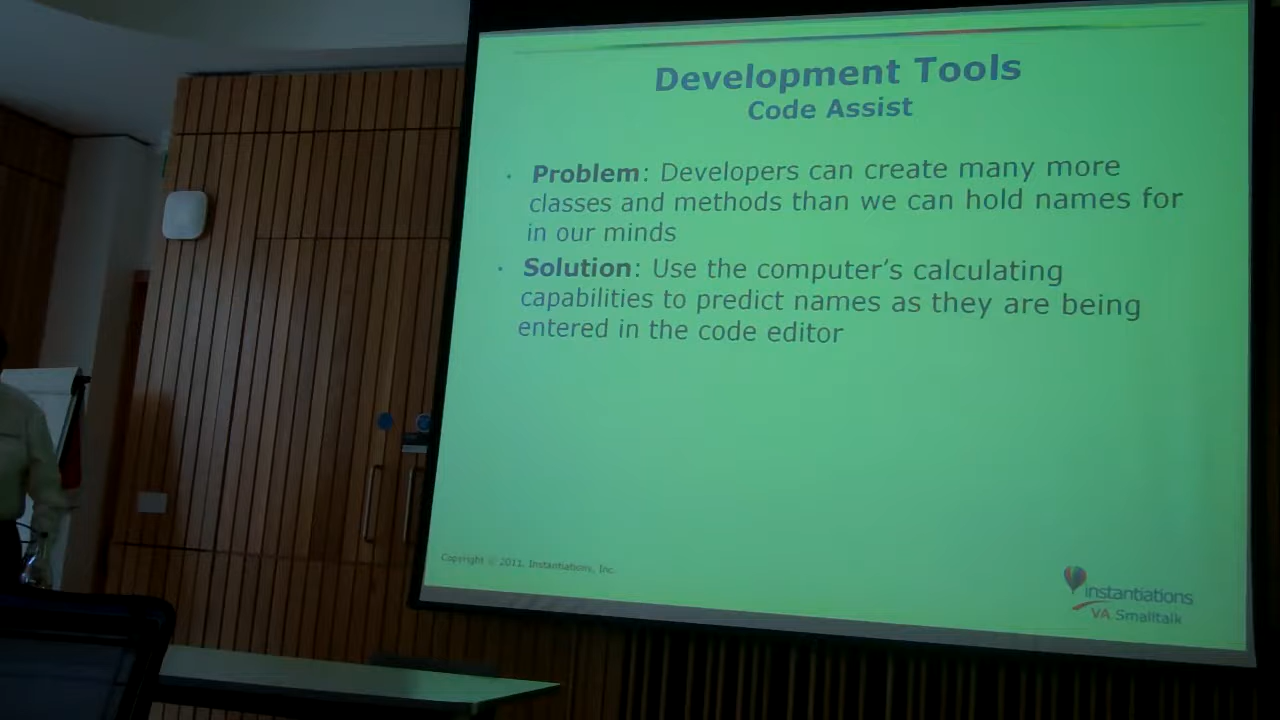 Development Tools
Code Assist
• Problem: Developers can create many more
classes and methods than we can hold names for
in our minds
• Solution: Use the computer's calculating
capabilities to predict names as they are being
entered in the code editor
Copyright © 2011, Instantiations, Inc.
instantiations
VA Smalltalk